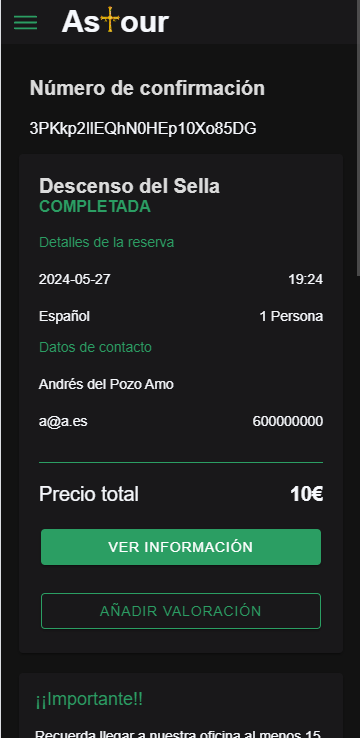 Astour
Número de confirmación
3PKkp2IlEQhN0HEp10Xo85DG
Descenso del Sella
COMPLETADA
Detalles de la reserva
2024-05-27 19:24
Español 1 Persona
Datos de contacto
Andrés del Pozo Amo
a@a.es 600000000
Precio total 10€
VER INFORMACIÓN
AÑADIR VALORACIÓN
¡¡Importante!!
Recuerda llegar a nuestra oficina al menos 15